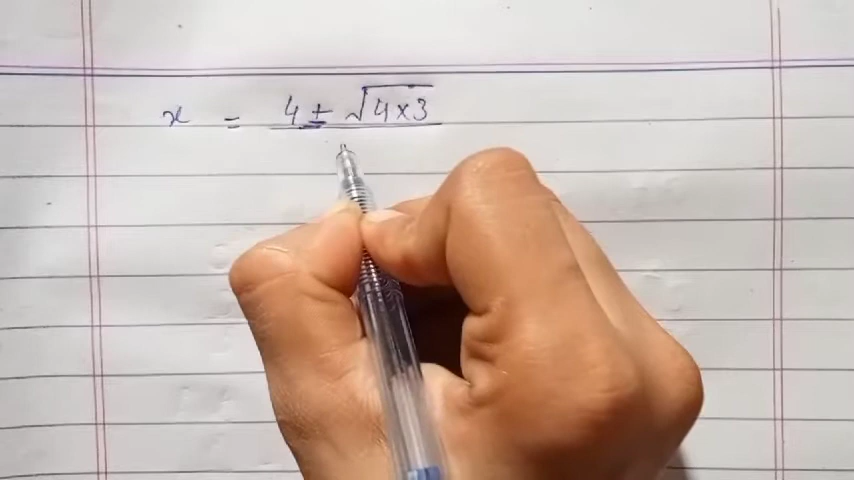 x = 4 ± √4×3